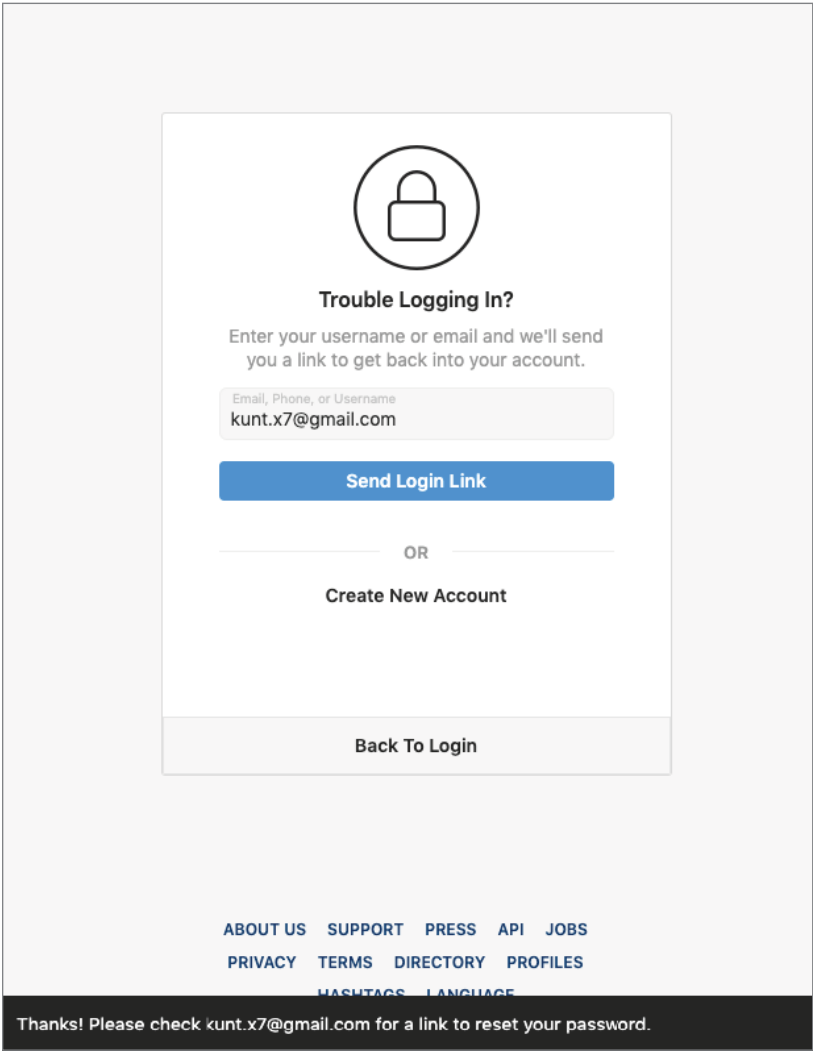 Trouble Logging In?
Enter your username or email and we'll send
you a link to get back into your account.
Email, Phone, or Username
kunt.x7@gmail.com
Send Login Link
OR
Create New Account
Back To Login
ABOUT US SUPPORT PRESS API JOBS
PRIVACY TERMS DIRECTORY PROFILES
HASHTAGS LANGUAGE
Thanks! Please check kunt.x7@gmail.com for a link to reset your password.